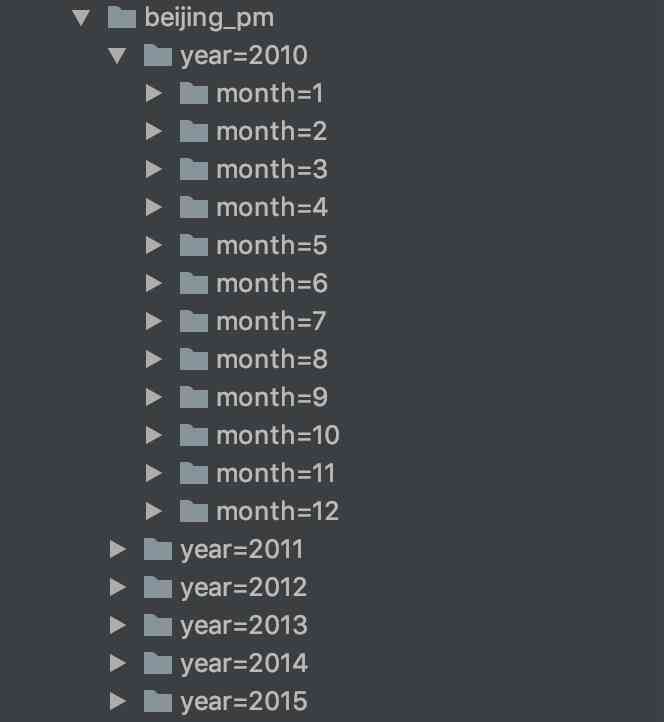 beijing_pm
year=2010
month=1
month=2
month=3
month=4
month=5
month=6
month=7
month=8
month=9
month=10
month=11
month=12
year=2011
year=2012
year=2013
year=2014
year=2015